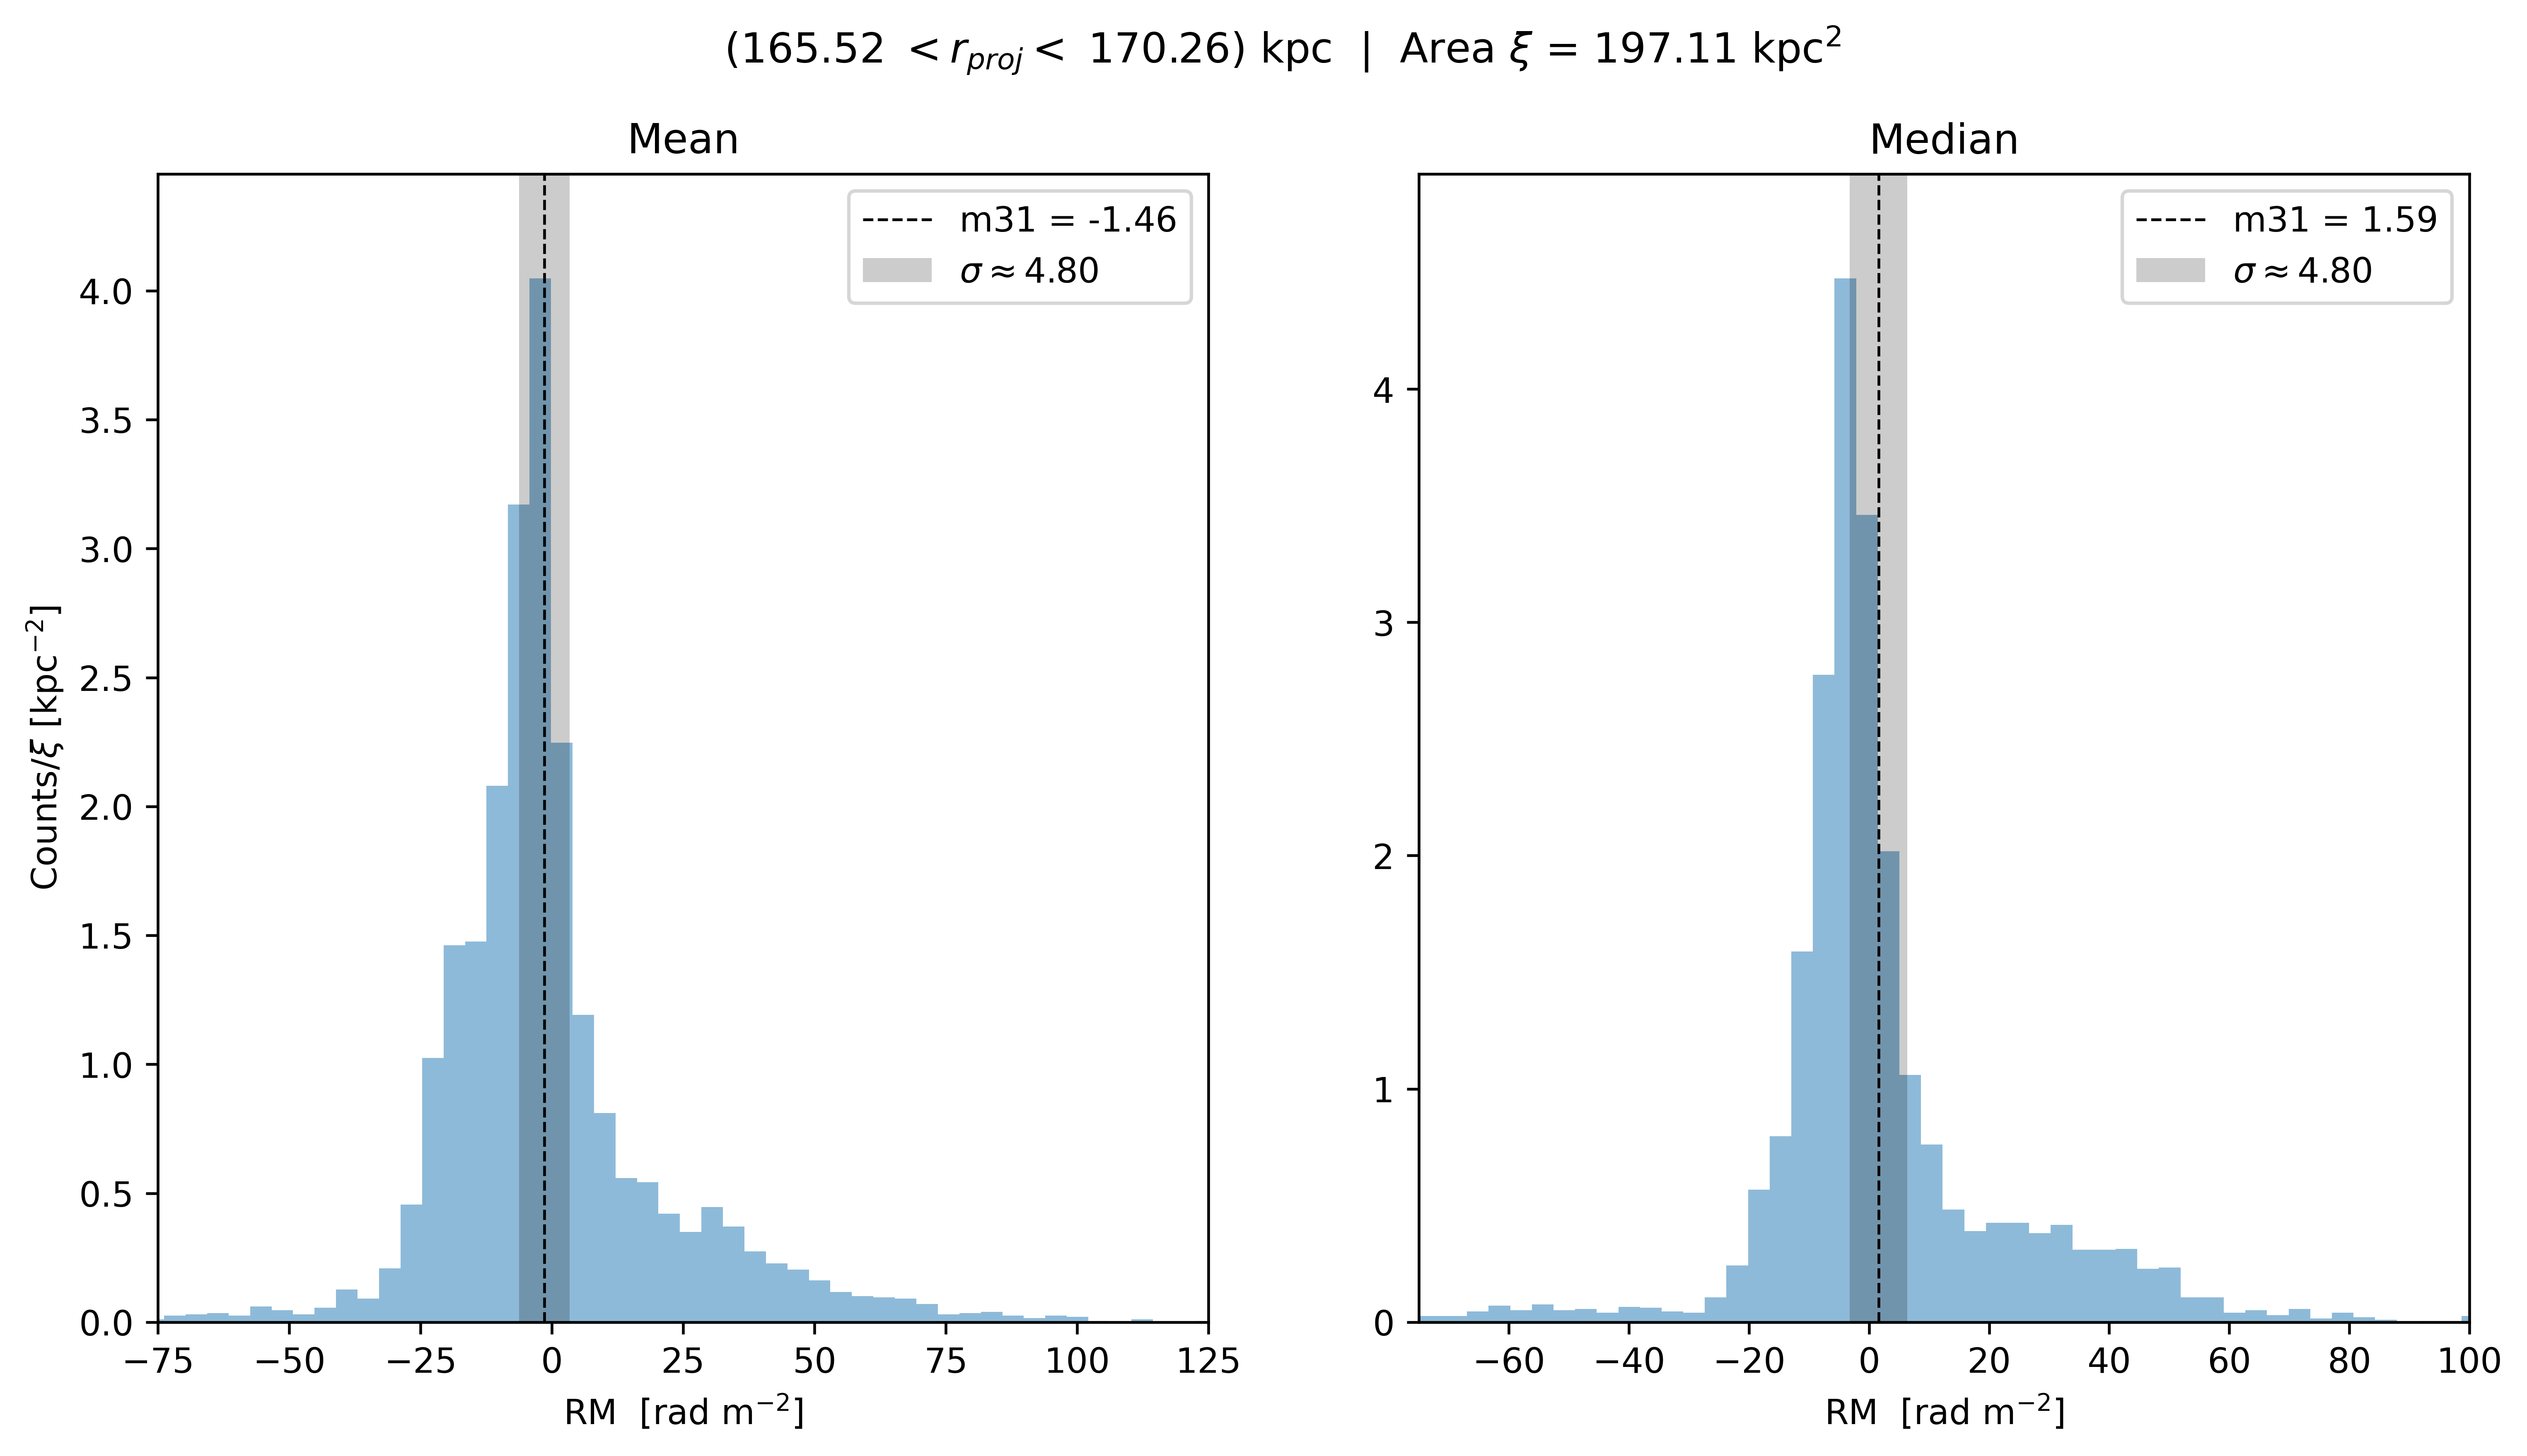 (165.52 < r_proj < 170.26) kpc | Area ξ = 197.11 kpc²
Mean
m31 = -1.46
σ ≈ 4.80
4.0
3.5
3.0
2.5
2.0
1.5
1.0
0.5
0.0
Counts/ξ [kpc⁻²]
−75 −50 −25 0 25 50 75 100 125
RM [rad m⁻²]
Median
m31 = 1.59
σ ≈ 4.80
4
3
2
1
0
−60 −40 −20 0 20 40 60 80 100
RM [rad m⁻²]